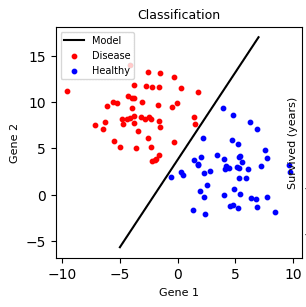 Classification
Model
Disease
Healthy
15
10
5
0
−5
Gene 2
−10
−5
0
5
10
Gene 1
Survived (years)